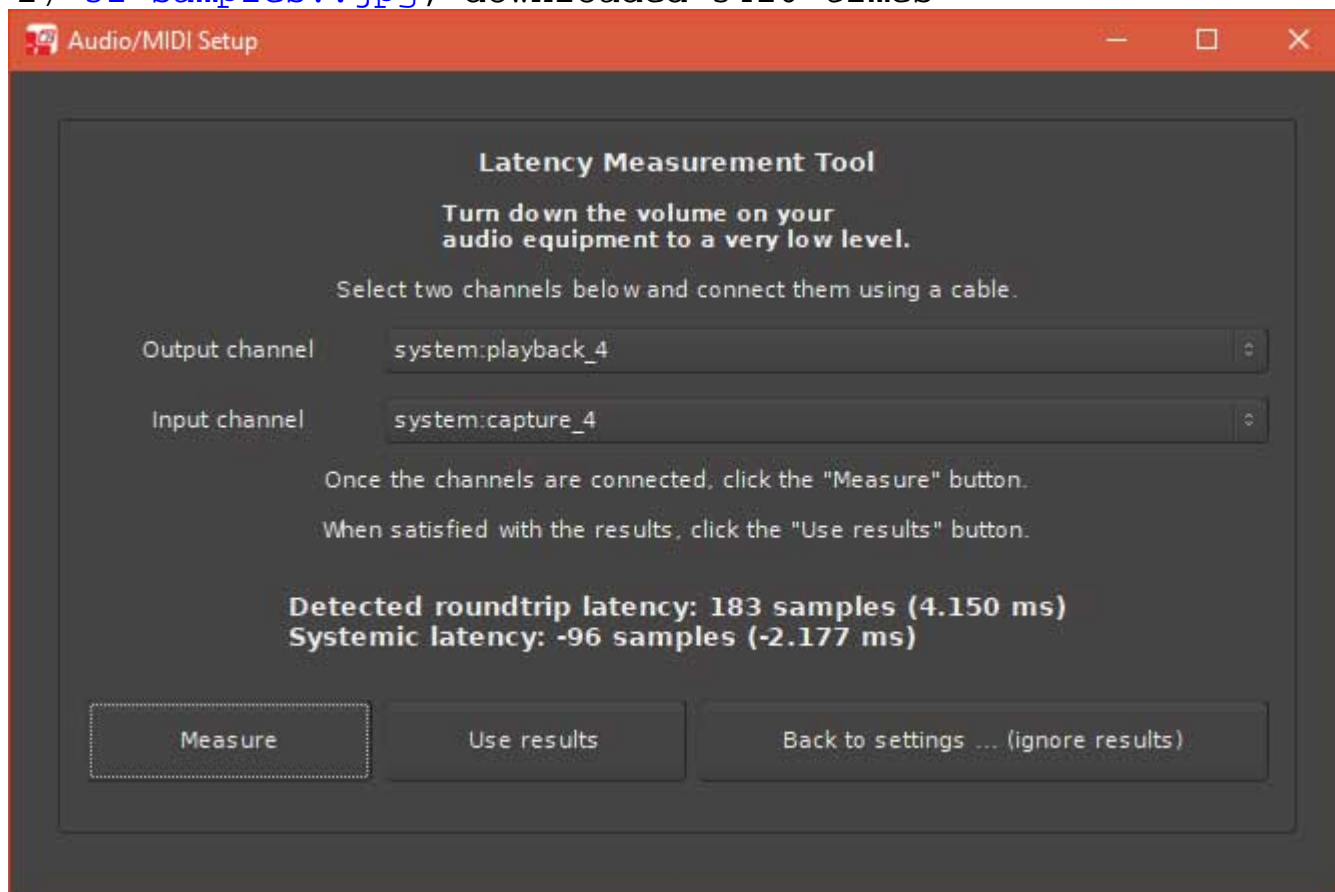 Audio/MIDI Setup
Latency Measurement Tool
Turn down the volume on your
audio equipment to a very low level.
Select two channels below and connect them using a cable.
Output channel system:playback_4
Input channel system:capture_4
Once the channels are connected, click the "Measure" button.
When satisfied with the results, click the "Use results" button.
Detected roundtrip latency: 183 samples (4.150 ms)
Systemic latency: -96 samples (-2.177 ms)
Measure Use results Back to settings ... (ignore results)